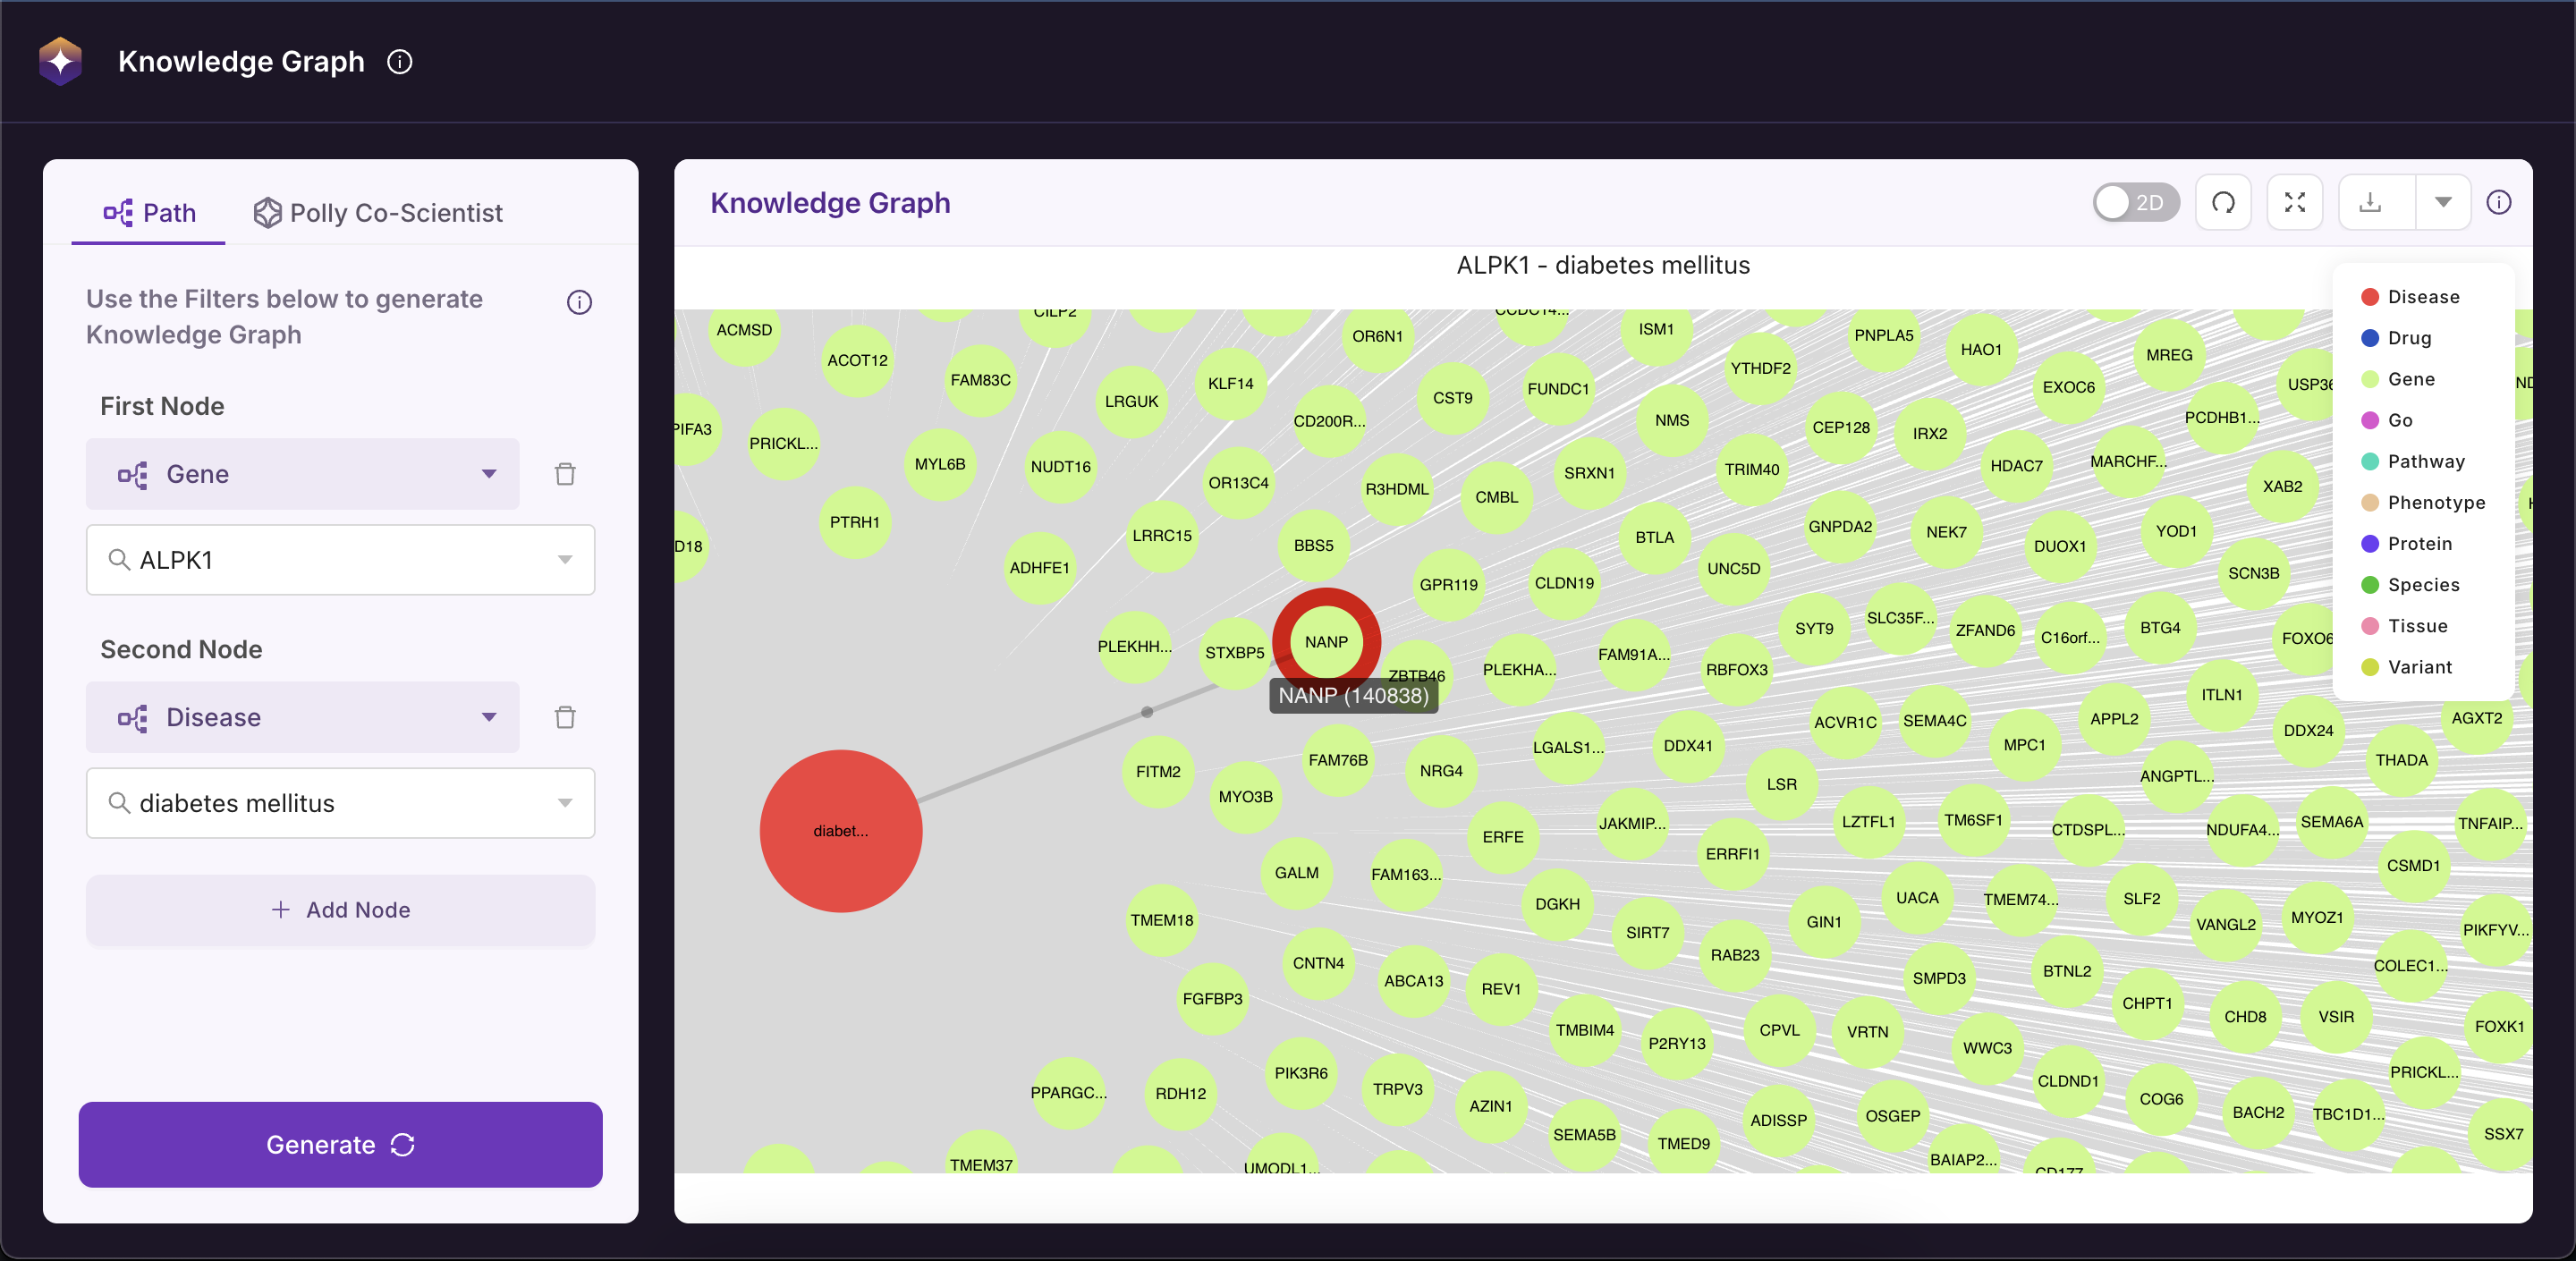 Knowledge Graph
Path
Polly Co-Scientist
Use the Filters below to generate
Knowledge Graph
First Node
Gene
ALPK1
Second Node
Disease
diabetes mellitus
+ Add Node
Generate
Knowledge Graph
2D
ALPK1 - diabetes mellitus
Disease
Drug
Gene
Go
Pathway
Phenotype
Protein
Species
Tissue
Variant
ACMSD
CILP2
OR6N1
ISM1
PNPLA5
HAO1
MREG
ACOT12
FAM83C
KLF14
YTHDF2
EXOC6
LRGUK
CST9
FUNDC1
CD200R...
NMS
CEP128
IRX2
PCDHB1...
PRICKL...
MYL6B
NUDT16
OR13C4
R3HDML
CMBL
SRXN1
TRIM40
HDAC7
MARCHF...
XAB2
PTRH1
LRRC15
BBS5
BTLA
GNPDA2
NEK7
DUOX1
YOD1
D18
ADHFE1
GPR119
CLDN19
UNC5D
SCN3B
PLEKHH...
STXBP5
NANP
ZBTB46
PLEKHA...
FAM91A...
RBFOX3
SYT9
SLC35F...
ZFAND6
C16orf...
BTG4
FOXO6
NANP (140838)
ITLN1
ACVR1C
SEMA4C
APPL2
AGXT2
FITM2
FAM76B
NRG4
LGALS1...
DDX41
MPC1
DDX24
THADA
MYO3B
LSR
ANGPTL...
diabet...
ERFE
JAKMIP...
ERRFI1
LZTFL1
TM6SF1
CTDSPL...
NDUFA4...
SEMA6A
TNFAIP...
GALM
FAM163...
CSMD1
TMEM18
DGKH
SIRT7
GIN1
UACA
TMEM74...
SLF2
VANGL2
MYOZ1
PIKFYV...
CNTN4
ABCA13
REV1
RAB23
SMPD3
BTNL2
COLEC1...
FGFBP3
TMBIM4
P2RY13
CPVL
VRTN
WWC3
CHPT1
CHD8
VSIR
FOXK1
PPARGC...
RDH12
PIK3R6
TRPV3
AZIN1
CLDND1
COG6
PRICKL...
SEMA5B
TMED9
ADISSP
OSGEP
BACH2
TBC1D1...
SSX7
TMEM37
UMODL1...
BAIAP2...
CD177